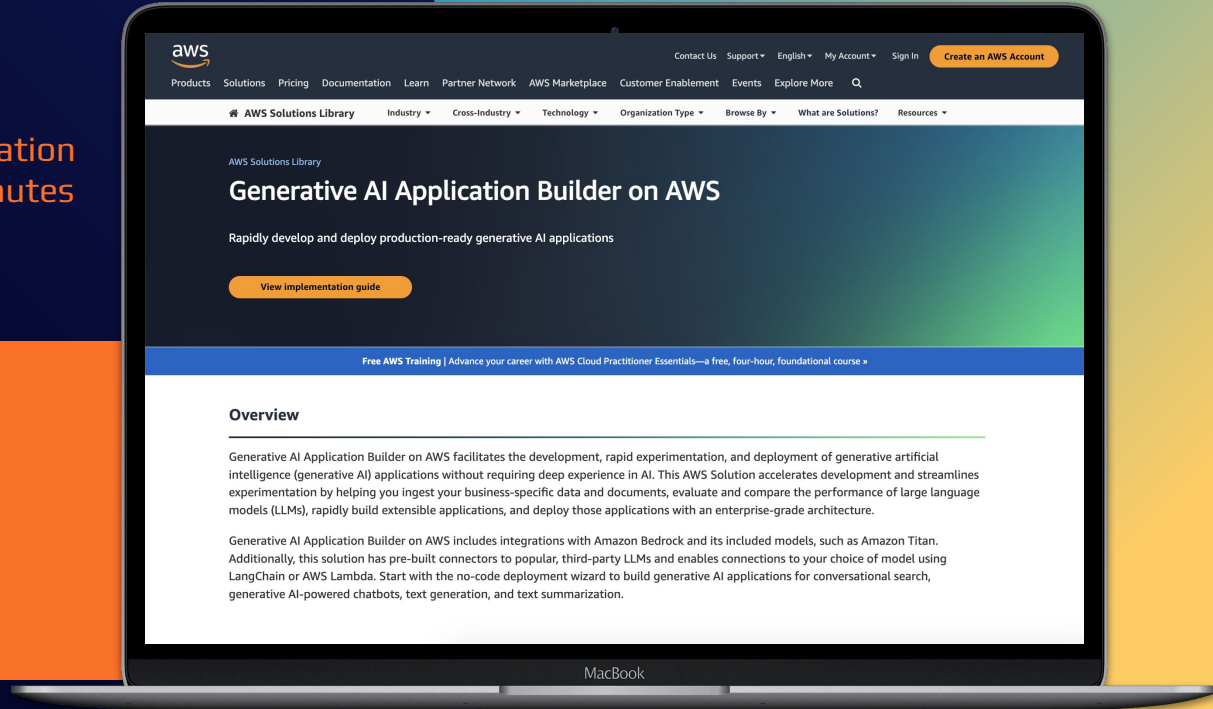 aws
Contact Us Support English My Account Sign In Create an AWS Account
Products Solutions Pricing Documentation Learn Partner Network AWS Marketplace Customer Enablement Events Explore More
AWS Solutions Library Industry Cross-Industry Technology Organization Type Browse By What are Solutions? Resources
ation
nutes
AWS Solutions Library
Generative AI Application Builder on AWS
Rapidly develop and deploy production-ready generative AI applications
View implementation guide
Free AWS Training | Advance your career with AWS Cloud Practitioner Essentials—a free, four-hour, foundational course »
Overview
Generative AI Application Builder on AWS facilitates the development, rapid experimentation, and deployment of generative artificial
intelligence (generative AI) applications without requiring deep experience in AI. This AWS Solution accelerates development and streamlines
experimentation by helping you ingest your business-specific data and documents, evaluate and compare the performance of large language
models (LLMs), rapidly build extensible applications, and deploy those applications with an enterprise-grade architecture.
Generative AI Application Builder on AWS includes integrations with Amazon Bedrock and its included models, such as Amazon Titan.
Additionally, this solution has pre-built connectors to popular, third-party LLMs and enables connections to your choice of model using
LangChain or AWS Lambda. Start with the no-code deployment wizard to build generative AI applications for conversational search,
generative AI-powered chatbots, text generation, and text summarization.
MacBook